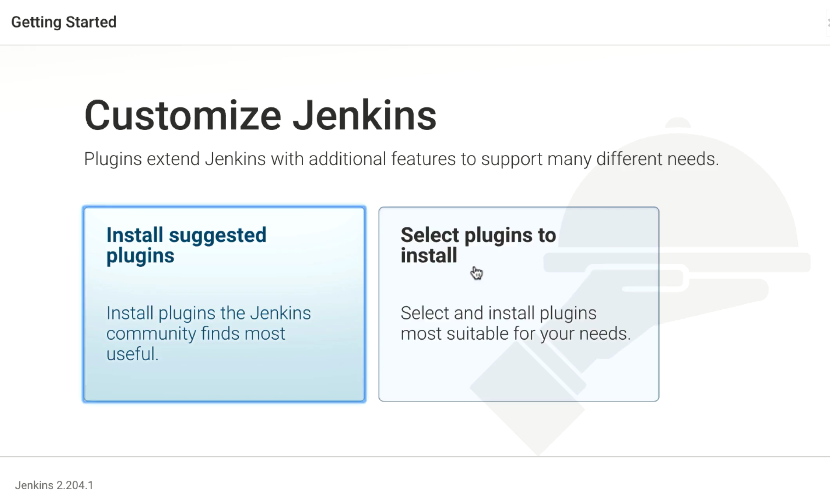 Getting Started
Customize Jenkins
Plugins extend Jenkins with additional features to support many different needs.
Install suggested
plugins
Install plugins the Jenkins
community finds most
useful.
Select plugins to
install
Select and install plugins
most suitable for your needs.
Jenkins 2.204.1